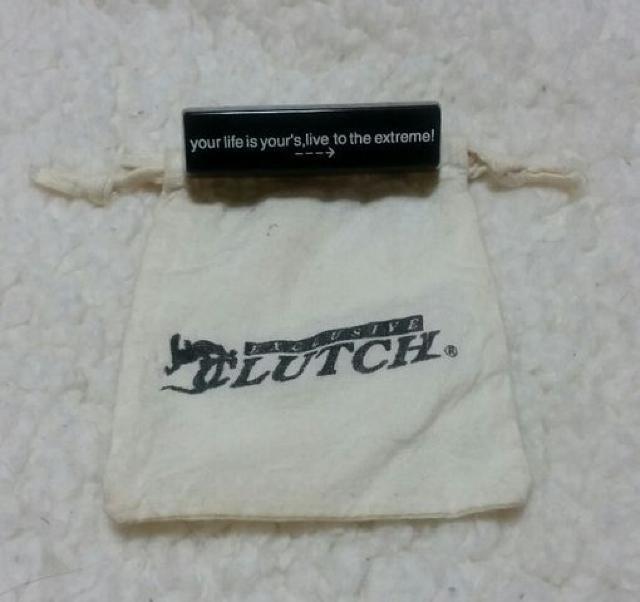 your life is your's,live to the extreme!
EXCLUSIVE
CLUTCH®